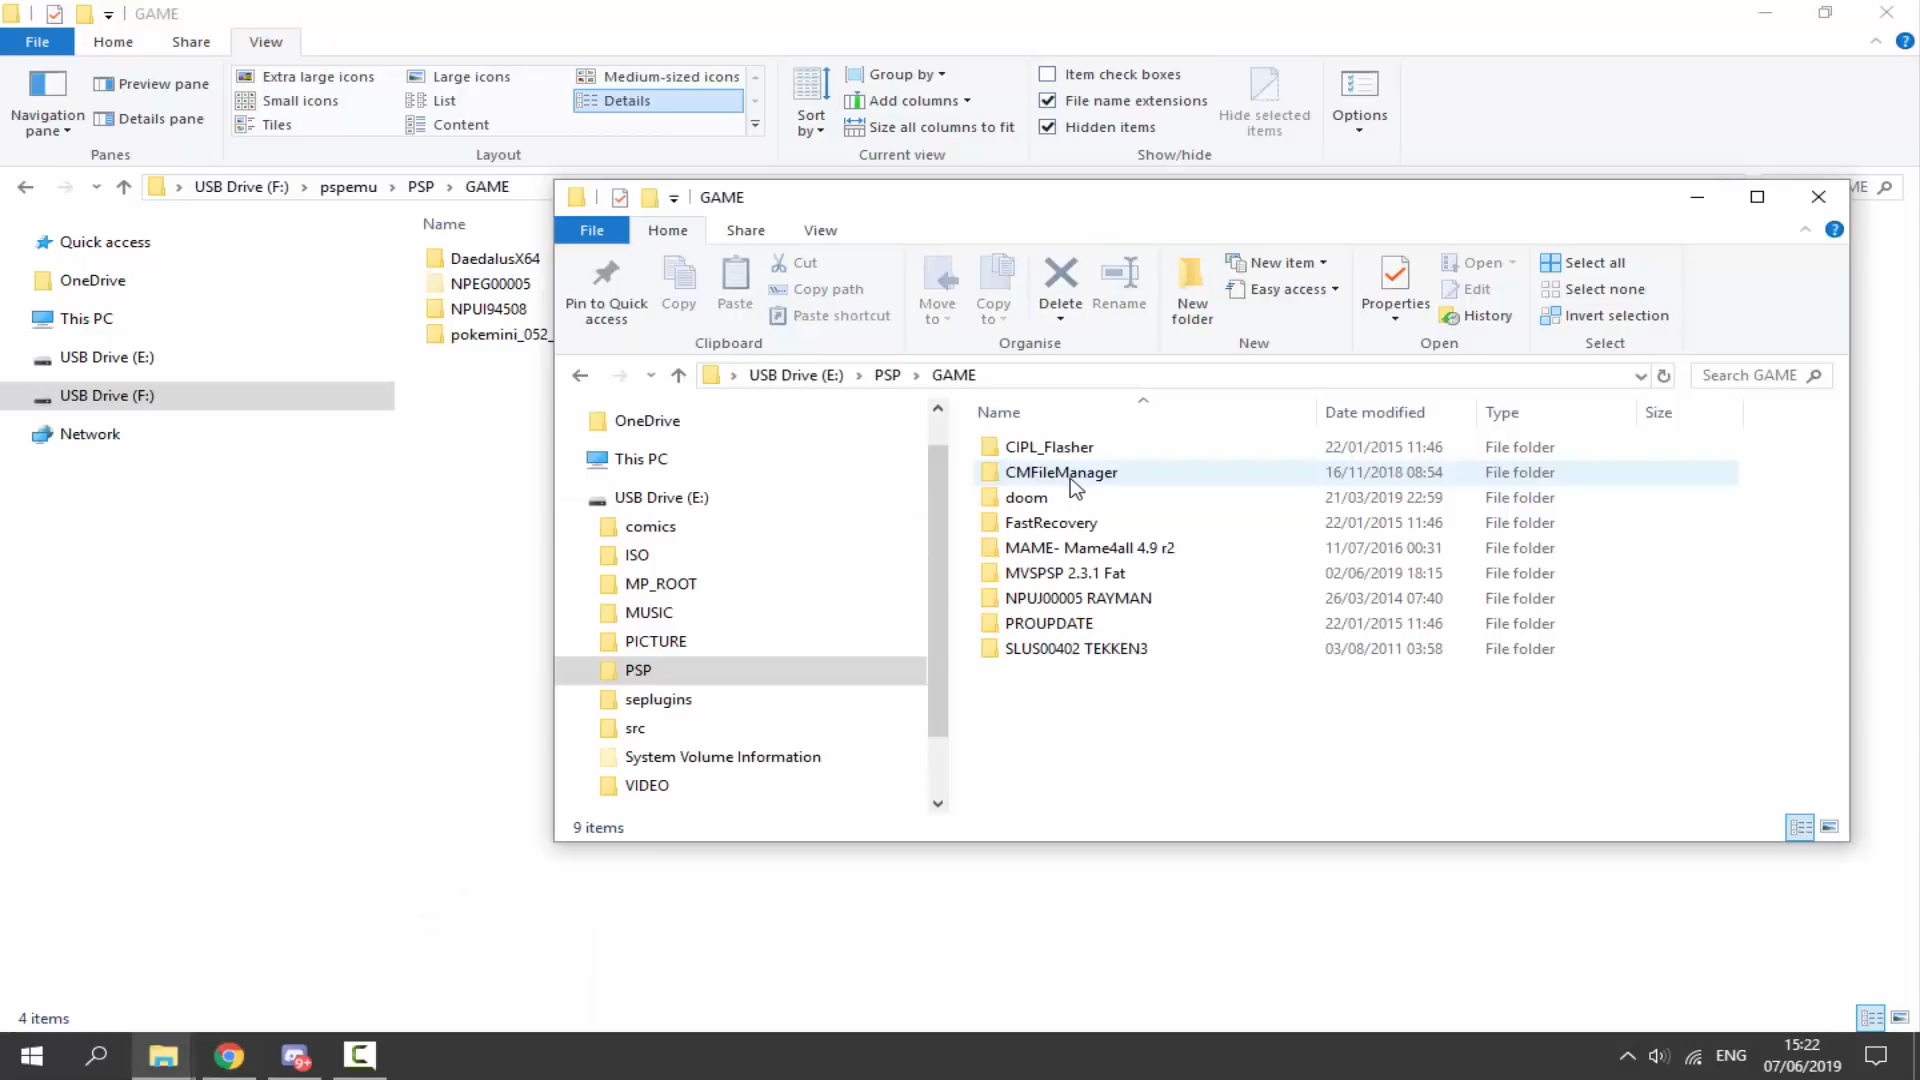 GAME
File Home Share View
Extra large icons Large icons Medium-sized icons
Small icons List Details
Tiles Content
Navigation pane
Preview pane
Details pane
Sort by
Group by
Add columns
Size all columns to fit
Item check boxes
File name extensions
Hidden items
Hide selected items
Options
Panes Layout Current view Show/hide
USB Drive (F:) pspemu PSP GAME
Quick access
OneDrive
This PC
USB Drive (E:)
USB Drive (F:)
Network
Name
DaedalusX64
NPEG00005
NPUI94508
pokemini_052_
4 items
GAME
File Home Share View
Pin to Quick access
Copy
Paste
Cut
Copy path
Paste shortcut
Move to
Copy to
Delete
Rename
New folder
New item
Easy access
Properties
Open
Edit
History
Select all
Select none
Invert selection
Clipboard Organise New Open Select
USB Drive (E:) PSP GAME
Search GAME
OneDrive
This PC
USB Drive (E:)
comics
ISO
MP_ROOT
MUSIC
PICTURE
PSP
seplugins
src
System Volume Information
VIDEO
Name Date modified Type Size
CIPL_Flasher 22/01/2015 11:46 File folder
CMFileManager 16/11/2018 08:54 File folder
doom 21/03/2019 22:59 File folder
FastRecovery 22/01/2015 11:46 File folder
MAME- Mame4all 4.9 r2 11/07/2016 00:31 File folder
MVSPSP 2.3.1 Fat 02/06/2019 18:15 File folder
NPUJ00005 RAYMAN 26/03/2014 07:40 File folder
PROUPDATE 22/01/2015 11:46 File folder
SLUS00402 TEKKEN3 03/08/2011 03:58 File folder
9 items
9+
ENG
15:22
07/06/2019